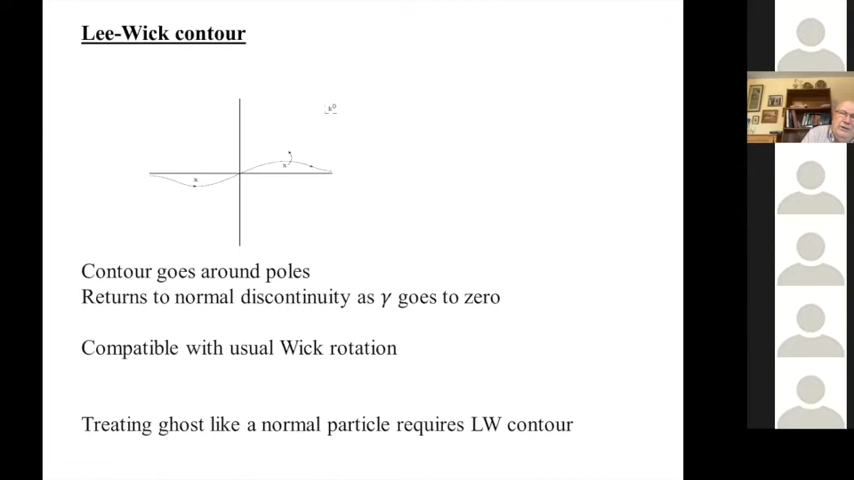 Lee-Wick contour
k⁰
x
x
Contour goes around poles
Returns to normal discontinuity as γ goes to zero
Compatible with usual Wick rotation
Treating ghost like a normal particle requires LW contour